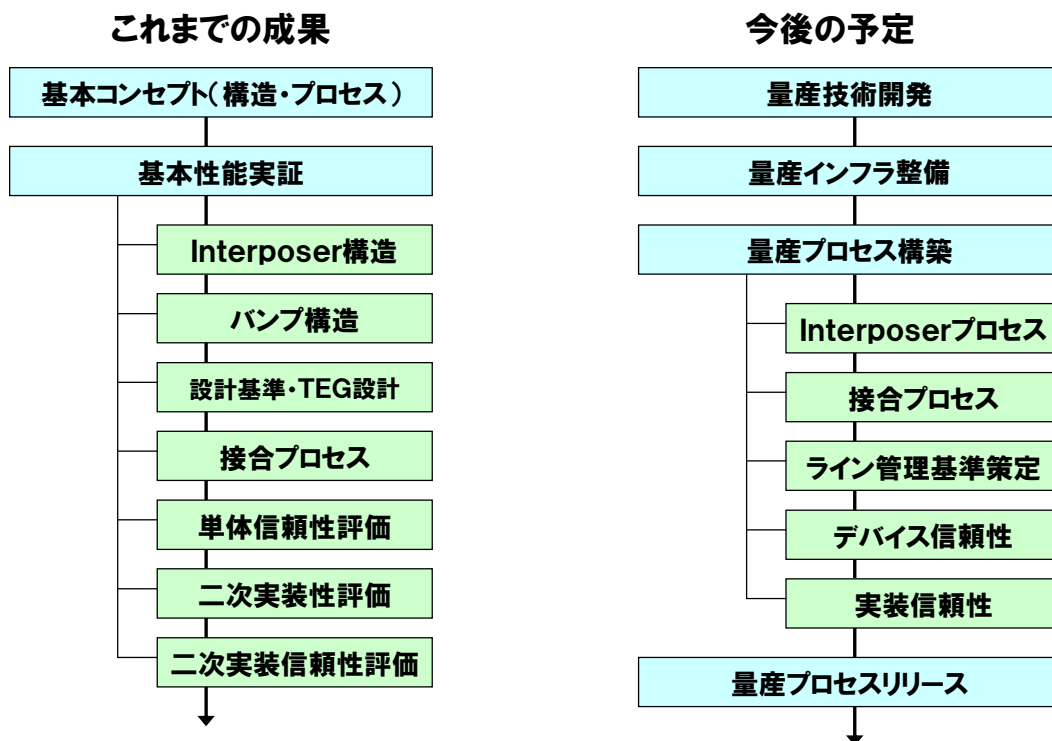 これまでの成果
基本コンセプト(構造・プロセス)
基本性能実証
Interposer構造
バンプ構造
設計基準・TEG設計
接合プロセス
単体信頼性評価
二次実装性評価
二次実装信頼性評価
今後の予定
量産技術開発
量産インフラ整備
量産プロセス構築
Interposerプロセス
接合プロセス
ライン管理基準策定
デバイス信頼性
実装信頼性
量産プロセスリリース